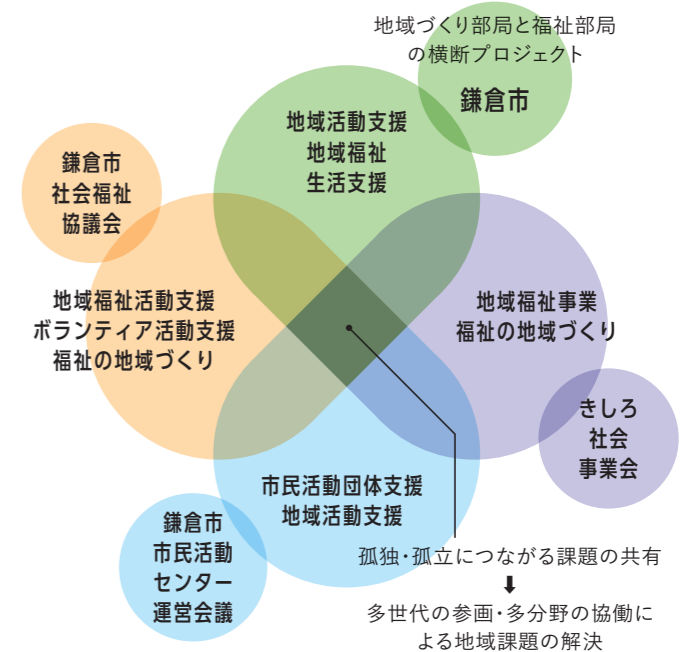 地域づくり部局と福祉部局
の横断プロジェクト
鎌倉市
地域活動支援
地域福祉
生活支援
鎌倉市
社会福祉
協議会
地域福祉活動支援
ボランティア活動支援
福祉の地域づくり
地域福祉事業
福祉の地域づくり
きしろ
社会
事業会
市民活動団体支援
地域活動支援
鎌倉市
市民活動
センター
運営会議
孤独・孤立につながる課題の共有
⬇
多世代の参画・多分野の協働に
よる地域課題の解決